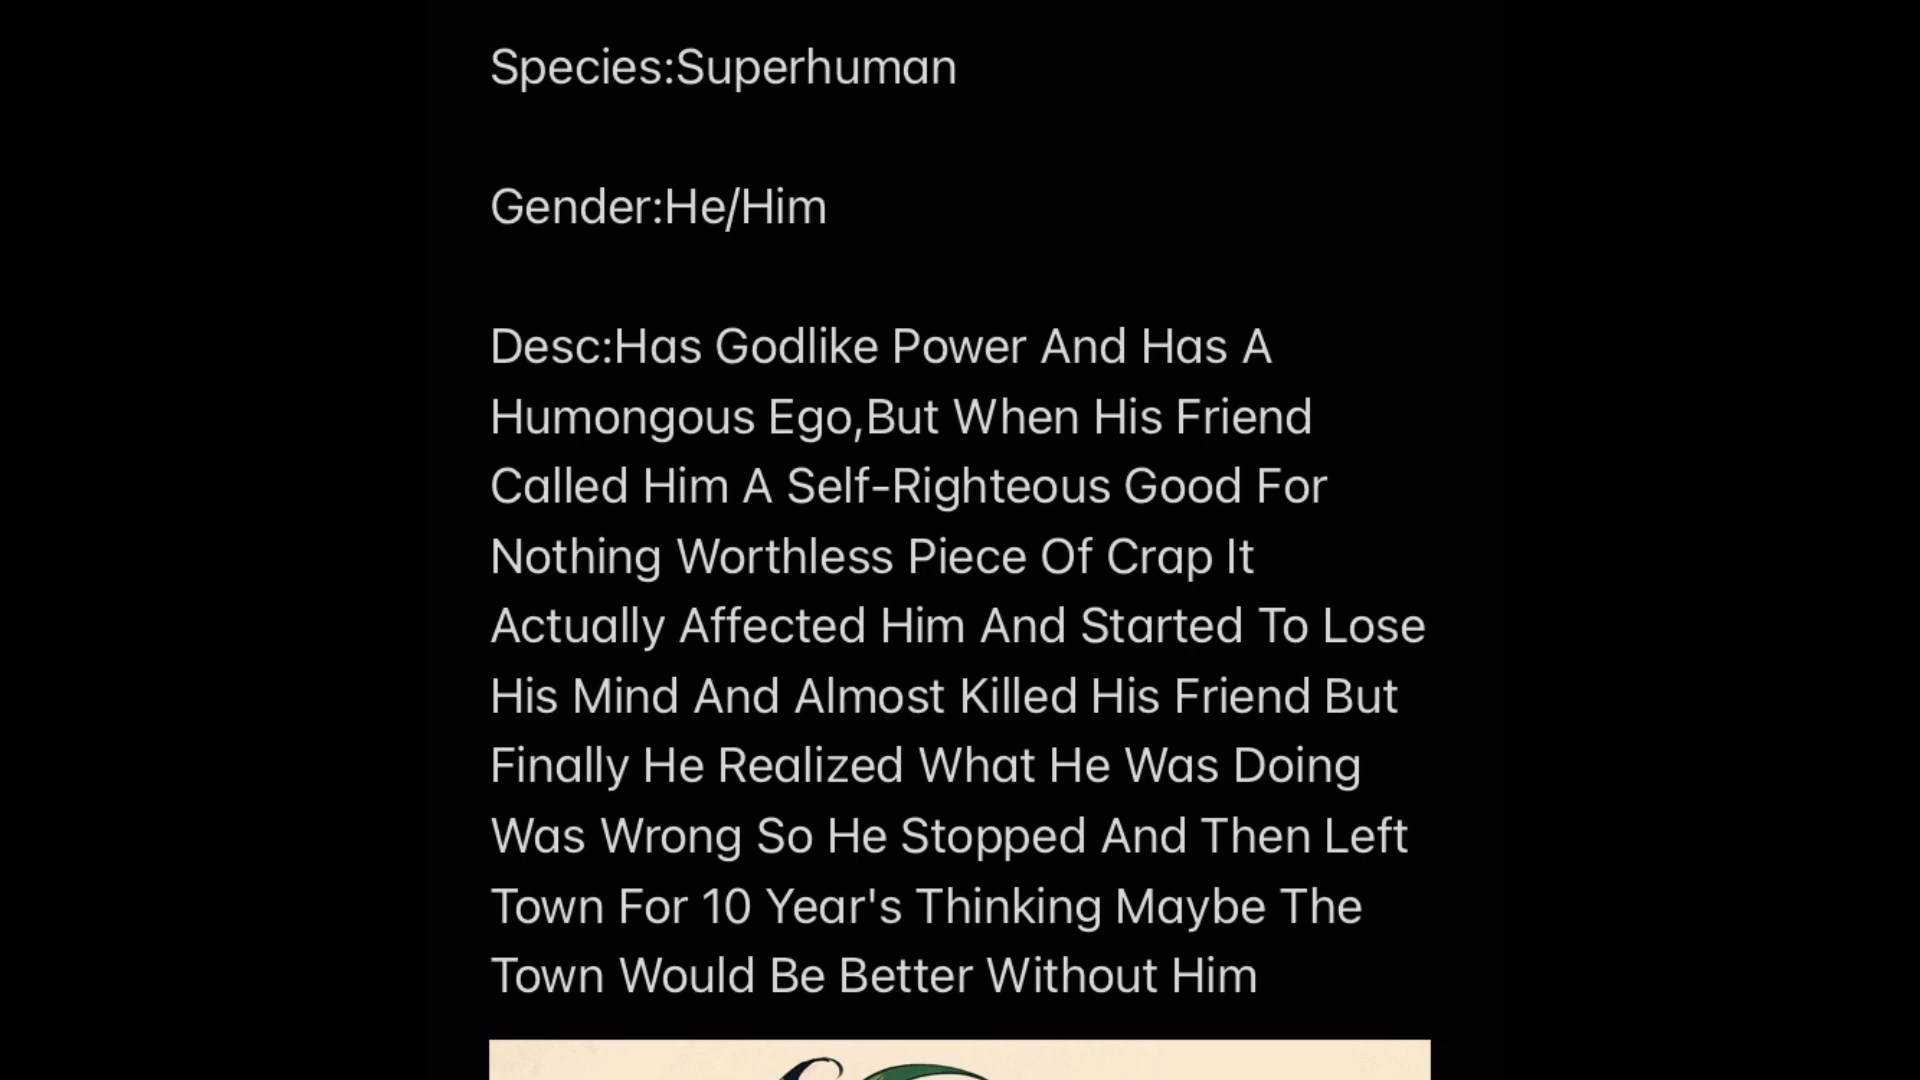 Species:Superhuman
Gender:He/Him
Desc:Has Godlike Power And Has A
Humongous Ego,But When His Friend
Called Him A Self-Righteous Good For
Nothing Worthless Piece Of Crap It
Actually Affected Him And Started To Lose
His Mind And Almost Killed His Friend But
Finally He Realized What He Was Doing
Was Wrong So He Stopped And Then Left
Town For 10 Year's Thinking Maybe The
Town Would Be Better Without Him